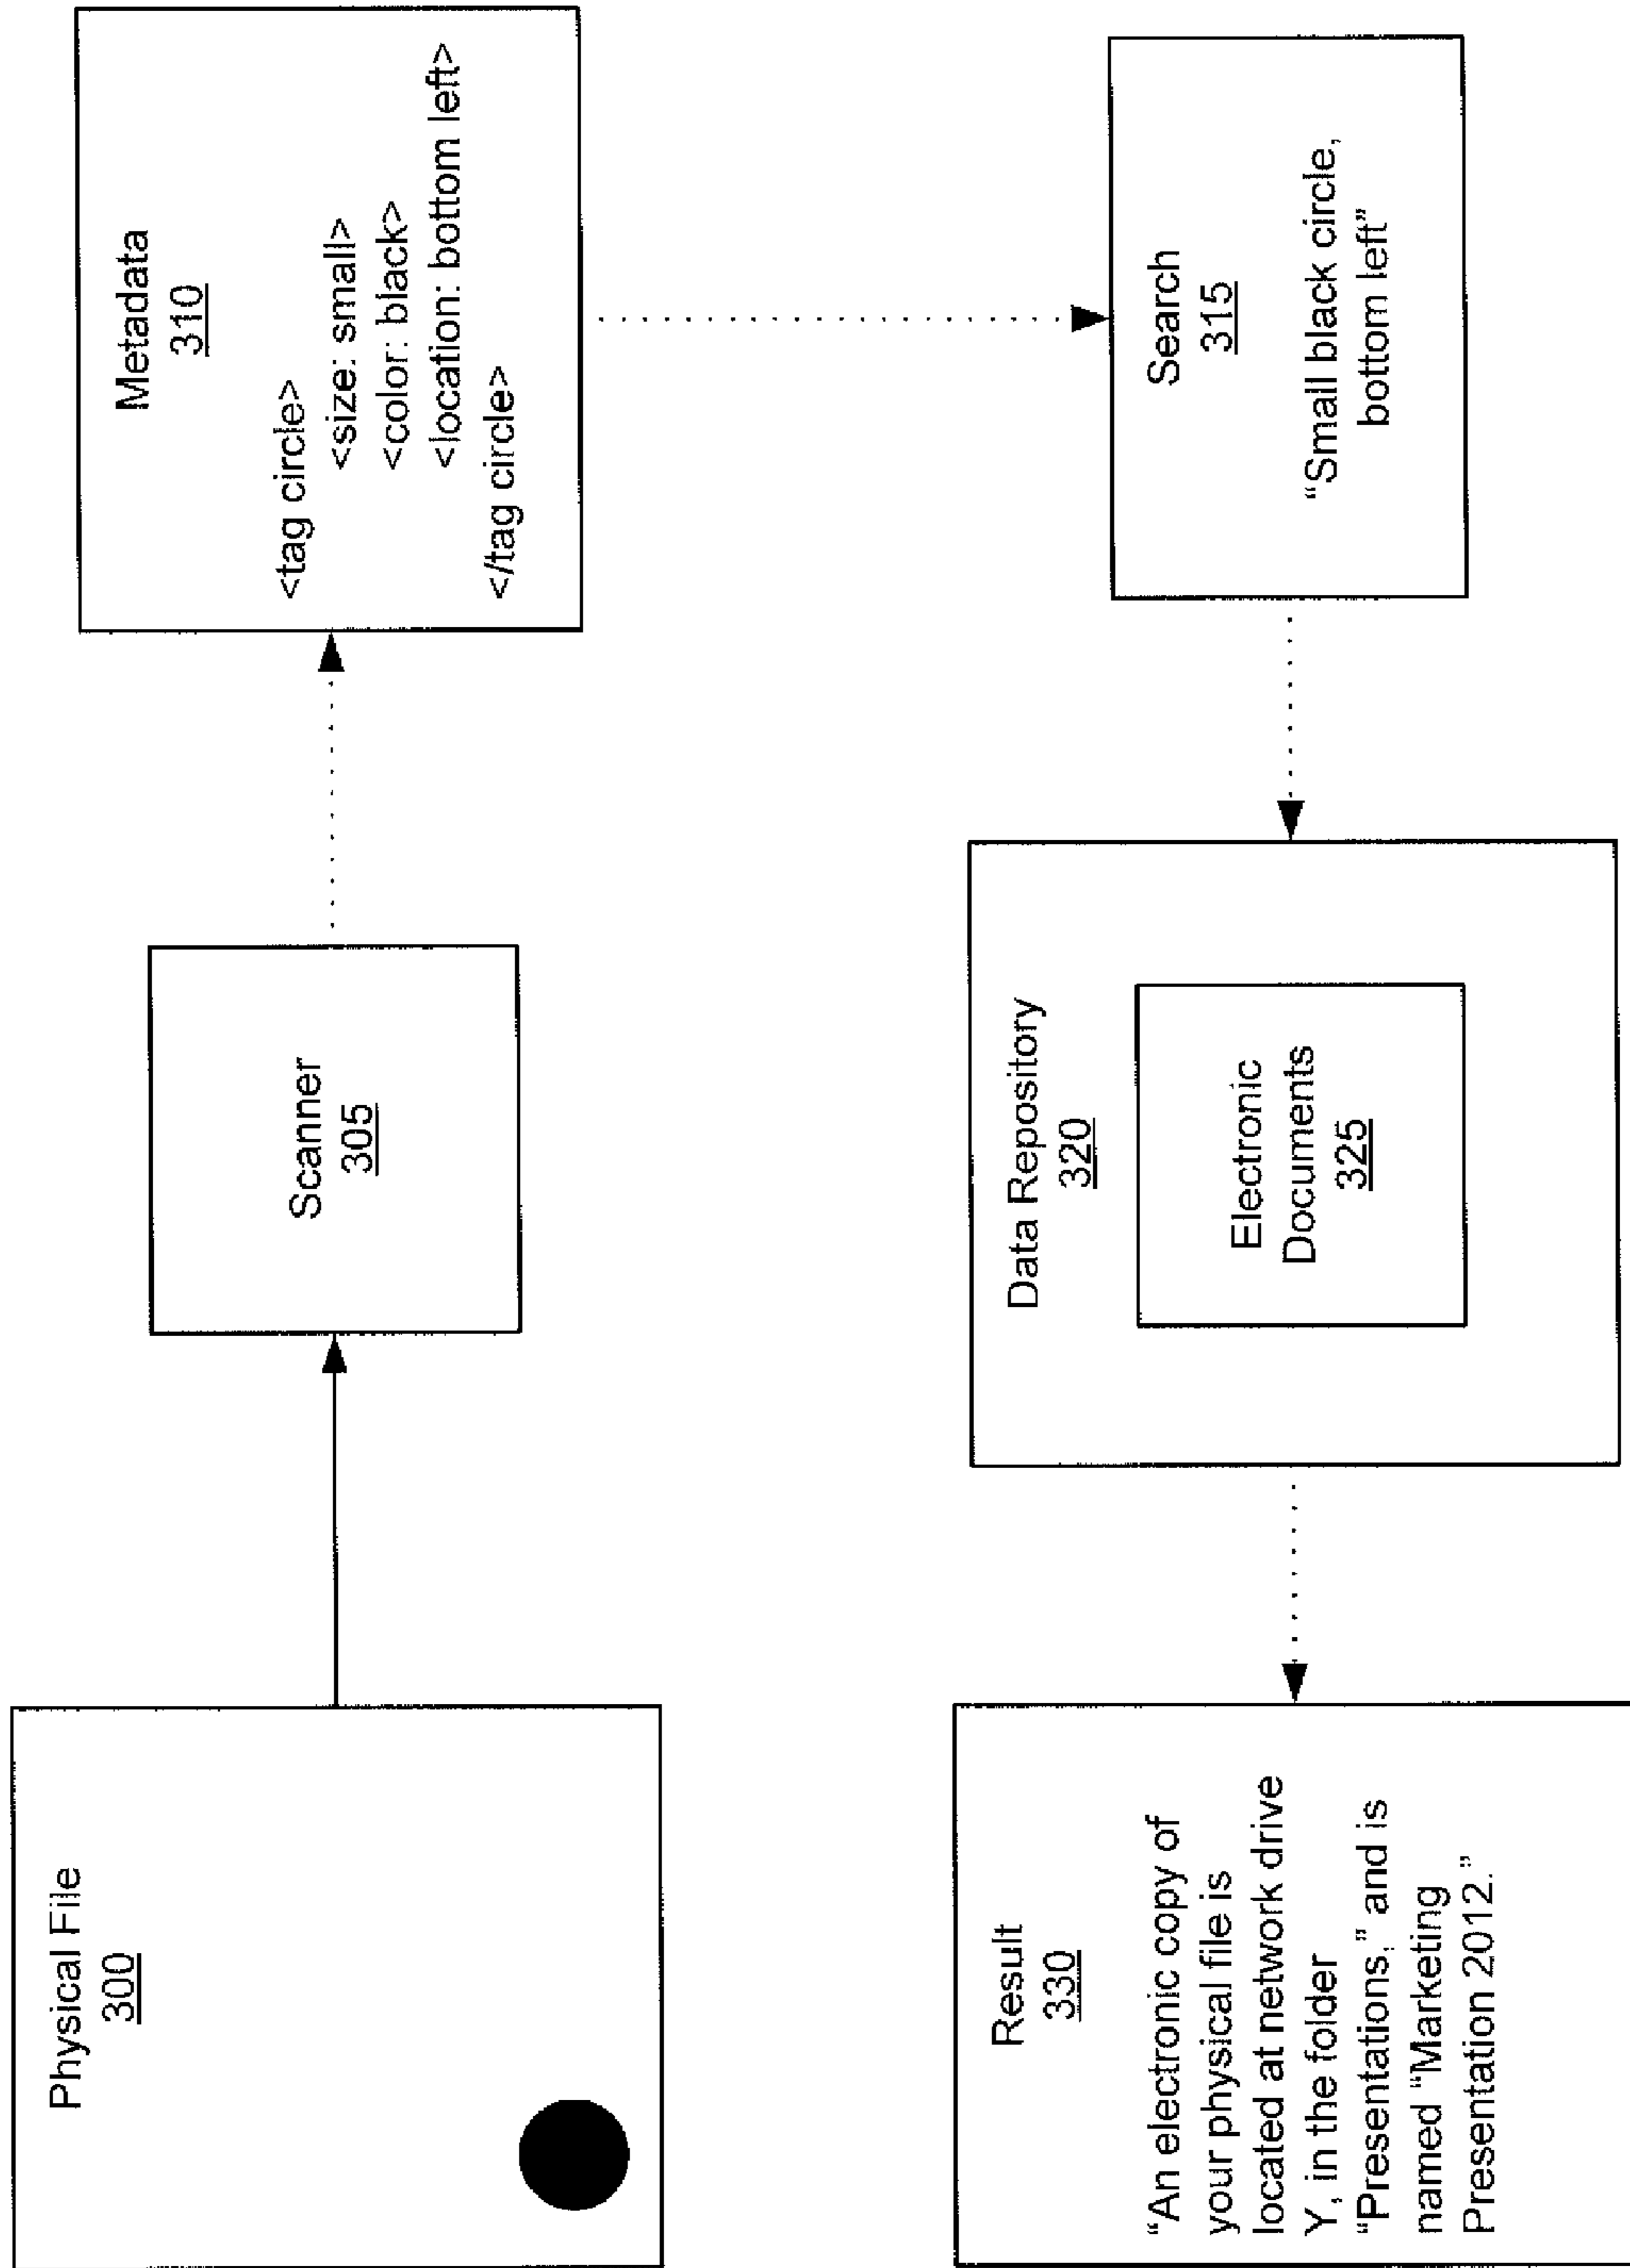 Physical File
300
Scanner
305
Metadata
310
<tag circle>
<size: small>
<color: black>
<location: bottom left>
</tag circle>
Result
330
“An electronic copy of
your physical file is
located at network drive
Y, in the folder
“Presentations,” and is
named “Marketing
Presentation 2012.”
Data Repository
320
Electronic
Documents
325
Search
315
“Small black circle,
bottom left”